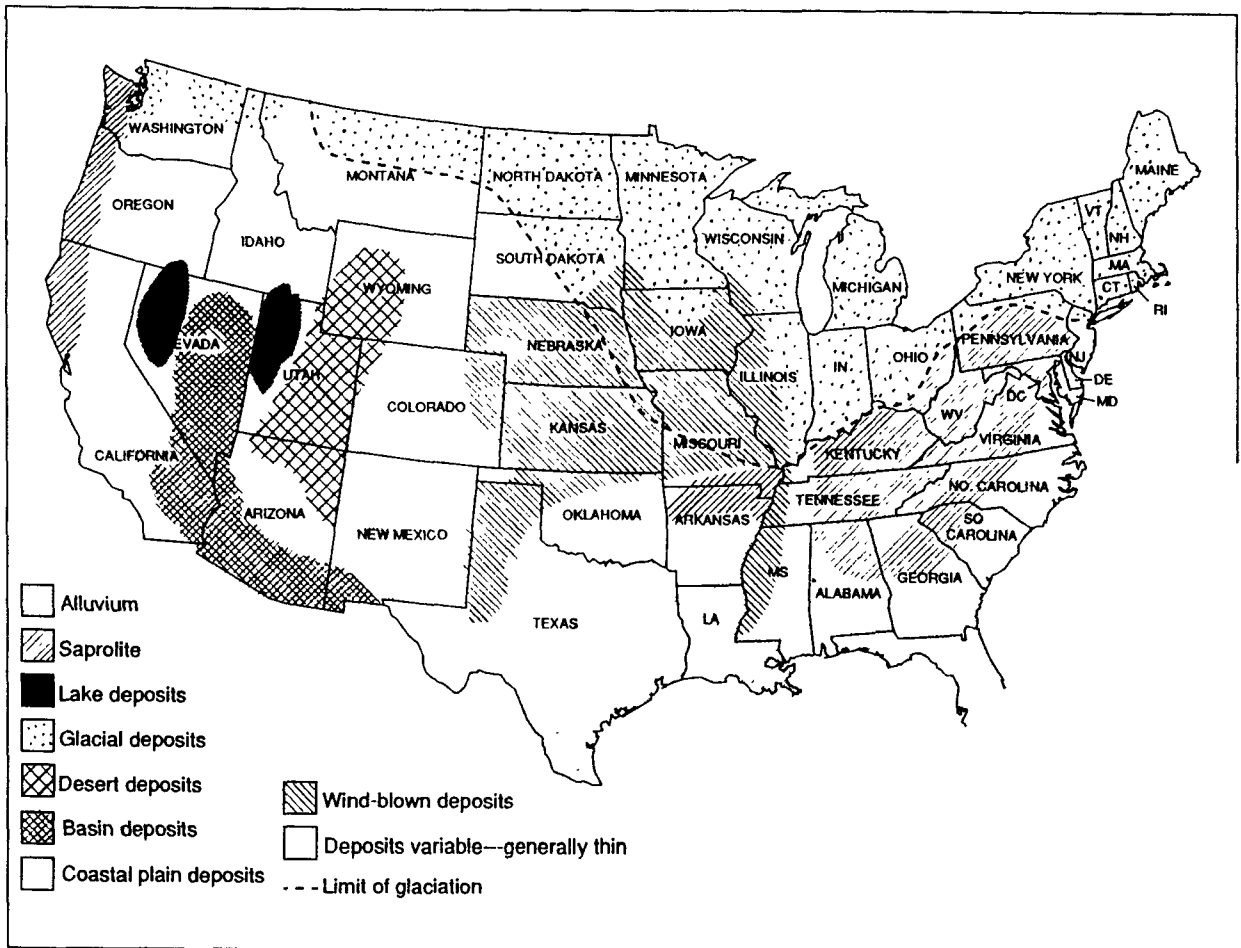 WASHINGTON
MONTANA
NORTH DAKOTA
MINNESOTA
MAINE
OREGON
IDAHO
SOUTH DAKOTA
WISCONSIN
VT
NH
MA
NEW YORK
CT
RI
WYOMING
MICHIGAN
EVADA
UTAH
NEBRASKA
IOWA
ILLINOIS
IN
OHIO
PENNSYLVANIA
NJ
DE
MD
DC
WV
VIRGINIA
COLORADO
KANSAS
MISSOURI
KENTUCKY
CALIFORNIA
ARIZONA
NEW MEXICO
OKLAHOMA
ARKANSAS
TENNESSEE
NO. CAROLINA
SO
CAROLINA
MS
ALABAMA
GEORGIA
TEXAS
LA
Alluvium
Saprolite
Lake deposits
Glacial deposits
Desert deposits
Basin deposits
Coastal plain deposits
Wind-blown deposits
Deposits variable---generally thin
Limit of glaciation